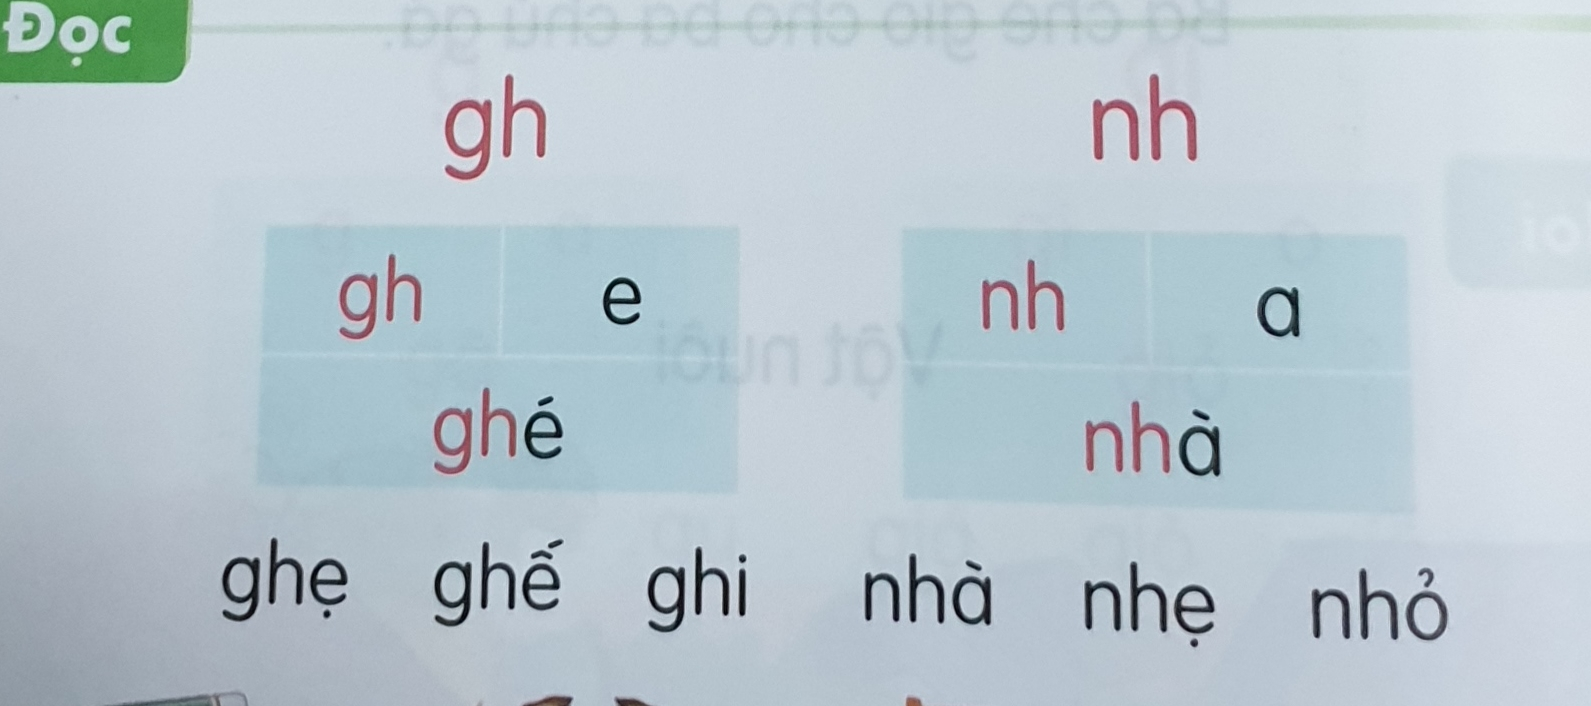 Đọc
gh nh
gh e nh a
ghé nhà
ghẹ ghế ghi nhà nhẹ nhỏ